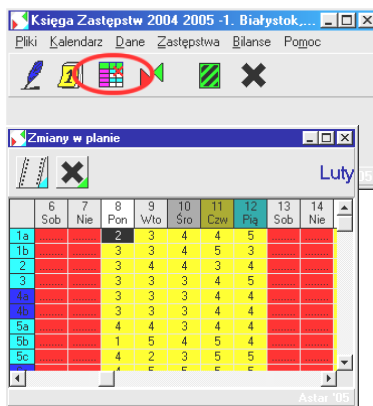 Księga Zastępstw 2004 2005 -1. Białystok,...
Pliki Kalendarz Dane Zastępstwa Bilanse Pomoc
1
Zmiany w planie
Luty
6 7 8 9 10 11 12 13 14
Sob Nie Pon Wto Śro Czw Pią Sob Nie
1a ........ ........ 2 3 4 4 5 ........ ........
1b ........ ........ 3 3 4 5 3 ........ ........
2 ........ ........ 3 4 4 3 4 ........ ........
3 ........ ........ 3 3 3 4 5 ........ ........
4a ........ ........ 3 3 3 4 4 ........ ........
4b ........ ........ 3 3 3 4 4 ........ ........
5a ........ ........ 4 4 3 4 4 ........ ........
5b ........ ........ 1 5 4 5 4 ........ ........
5c ........ ........ 4 2 3 5 5 ........ ........
Astar '05